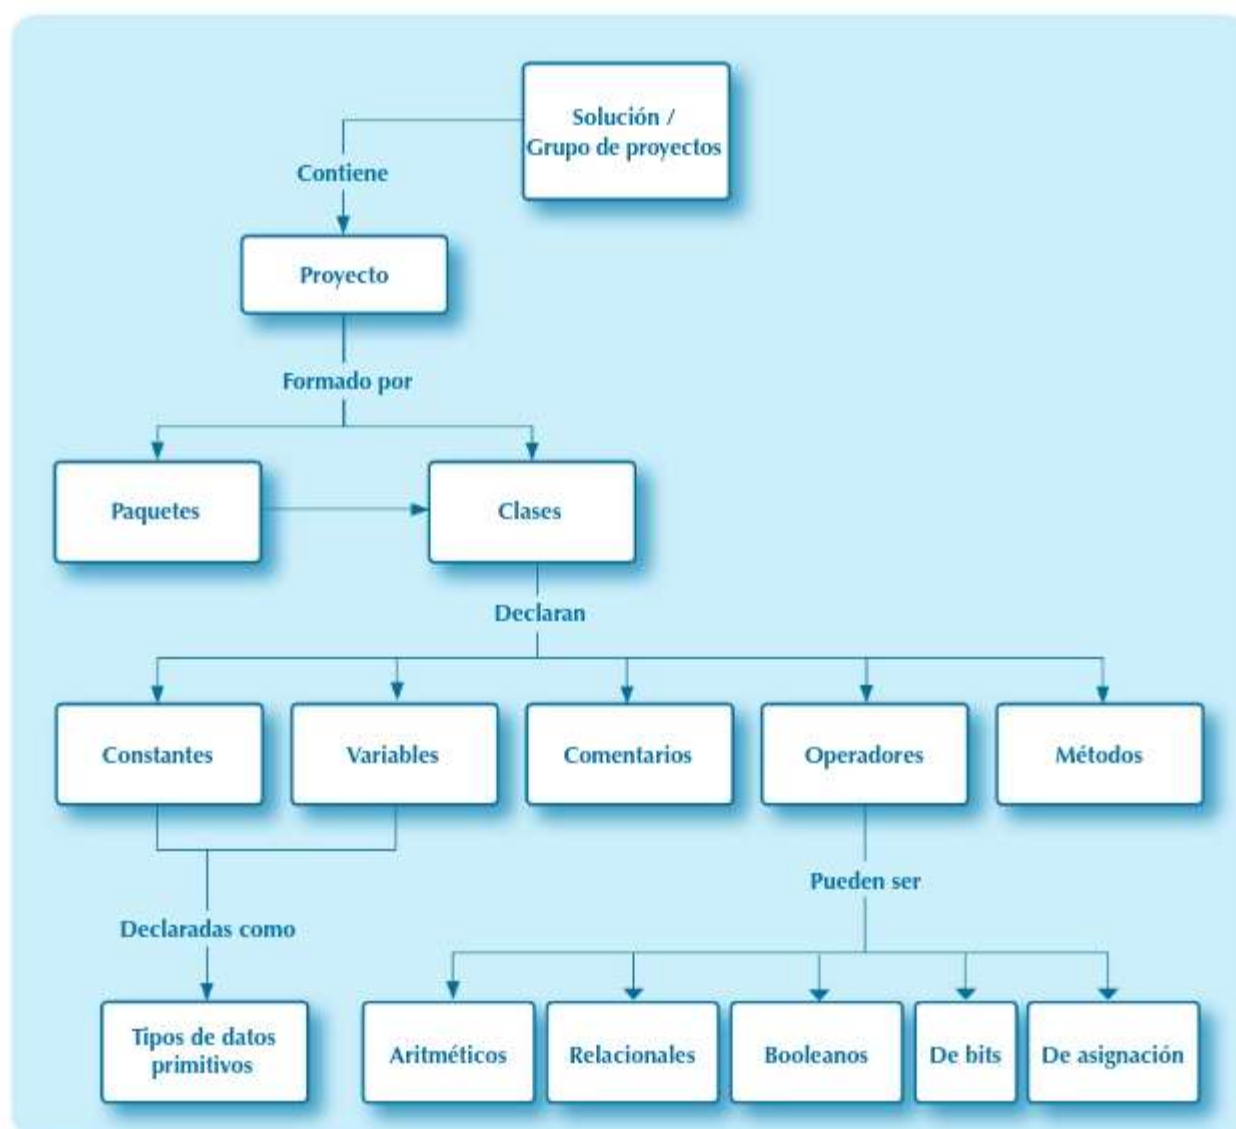 Solución /
Grupo de proyectos
Contiene
Proyecto
Formado por
Paquetes
Clases
Declaran
Constantes
Variables
Comentarios
Operadores
Métodos
Pueden ser
Declaradas como
Tipos de datos
primitivos
Aritméticos
Relacionales
Booleanos
De bits
De asignación